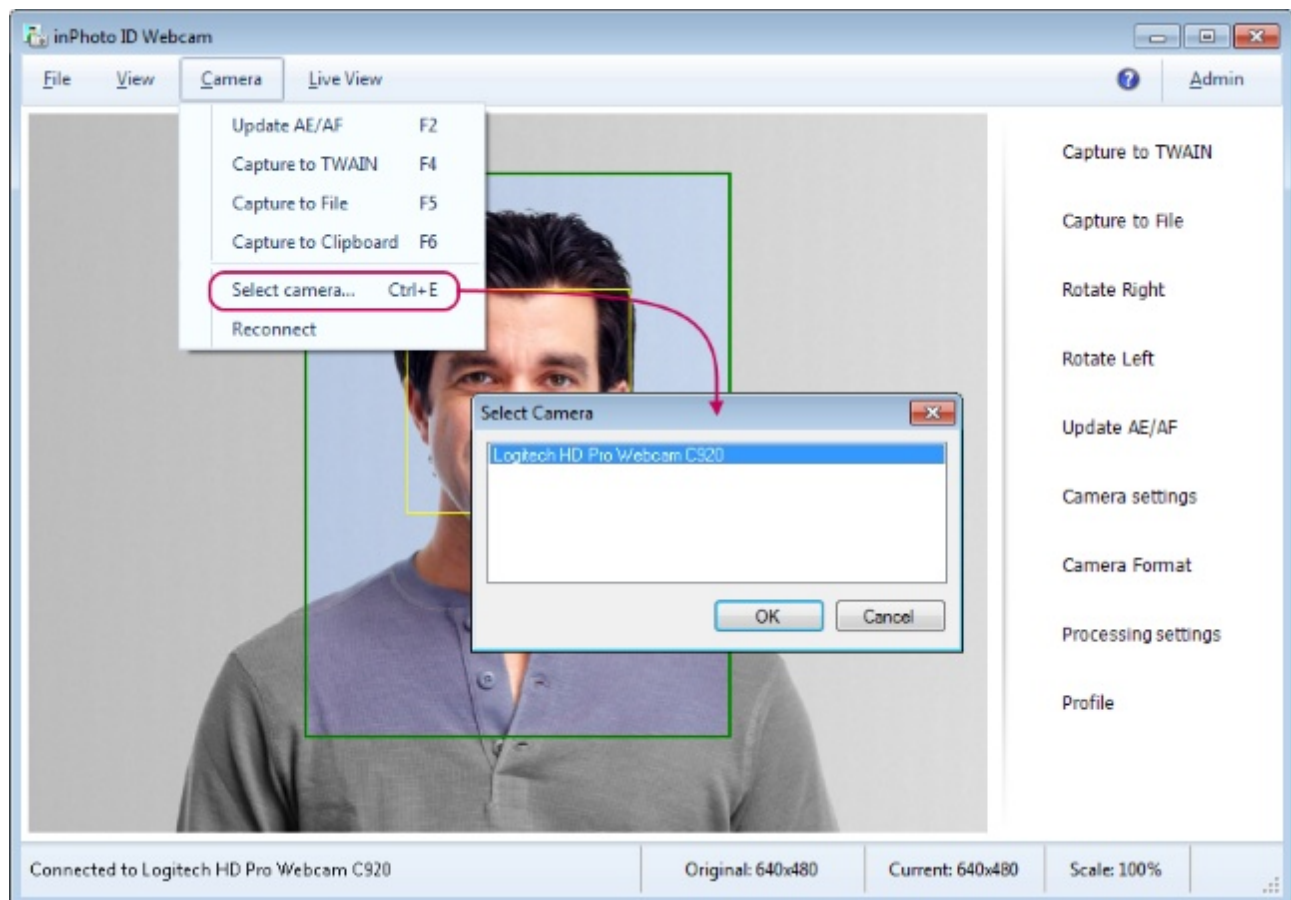 inPhoto ID Webcam
File View Camera Live View ? Admin
Update AE/AF F2
Capture to TWAIN F4
Capture to File F5
Capture to Clipboard F6
Select camera... Ctrl+E
Reconnect
Select Camera
Logitech HD Pro Webcam C920
OK Cancel
Capture to TWAIN
Capture to File
Rotate Right
Rotate Left
Update AE/AF
Camera settings
Camera Format
Processing settings
Profile
Connected to Logitech HD Pro Webcam C920 Original: 640x480 Current: 640x480 Scale: 100%